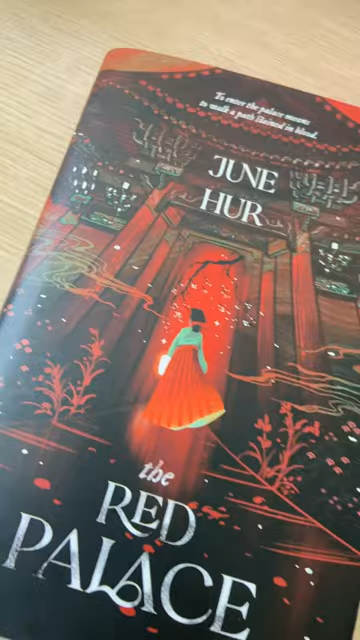 To enter the palace means
to walk a path stained in blood.
JUNE
HUR
the
RED
PALACE